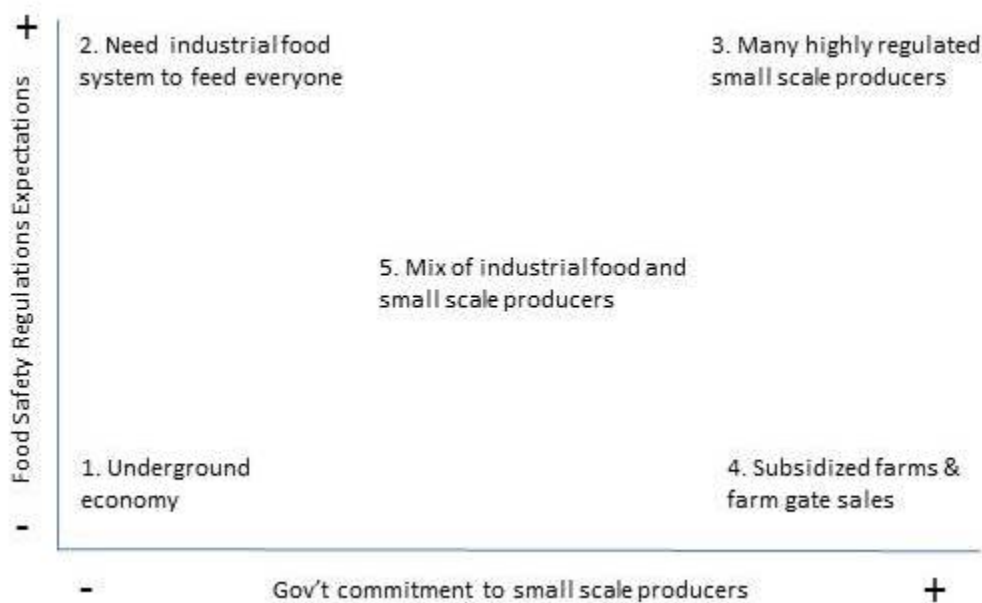 +
2. Need industrial food
system to feed everyone
3. Many highly regulated
small scale producers
Food Safety Regulations Expectations
5. Mix of industrial food and
small scale producers
1. Underground
economy
4. Subsidized farms &
farm gate sales
-
-
Gov't commitment to small scale producers
+